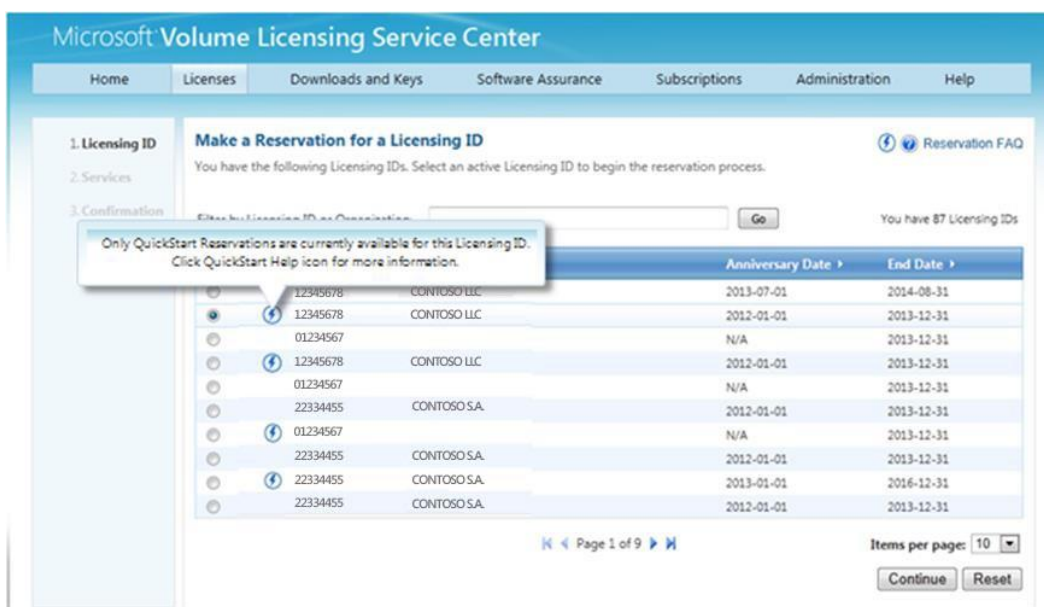 Microsoft Volume Licensing Service Center
Home Licenses Downloads and Keys Software Assurance Subscriptions Administration Help
1. Licensing ID
2. Services
3. Confirmation
Make a Reservation for a Licensing ID
Reservation FAQ
You have the following Licensing IDs. Select an active Licensing ID to begin the reservation process.
Filter by Licensing ID or Organization:
Go
You have 87 Licensing IDs
Only QuickStart Reservations are currently available for this Licensing ID.
Click QuickStart Help icon for more information.
Anniversary Date End Date
12345678 CONTOSO LLC 2013-07-01 2014-08-31
12345678 CONTOSO LLC 2012-01-01 2013-12-31
01234567 N/A 2013-12-31
12345678 CONTOSO LLC 2012-01-01 2013-12-31
01234567 N/A 2013-12-31
22334455 CONTOSO S.A. 2012-01-01 2013-12-31
01234567 N/A 2013-12-31
22334455 CONTOSO S.A. 2012-01-01 2013-12-31
22334455 CONTOSO S.A. 2013-01-01 2016-12-31
22334455 CONTOSO S.A. 2012-01-01 2013-12-31
Page 1 of 9
Items per page: 10
Continue Reset